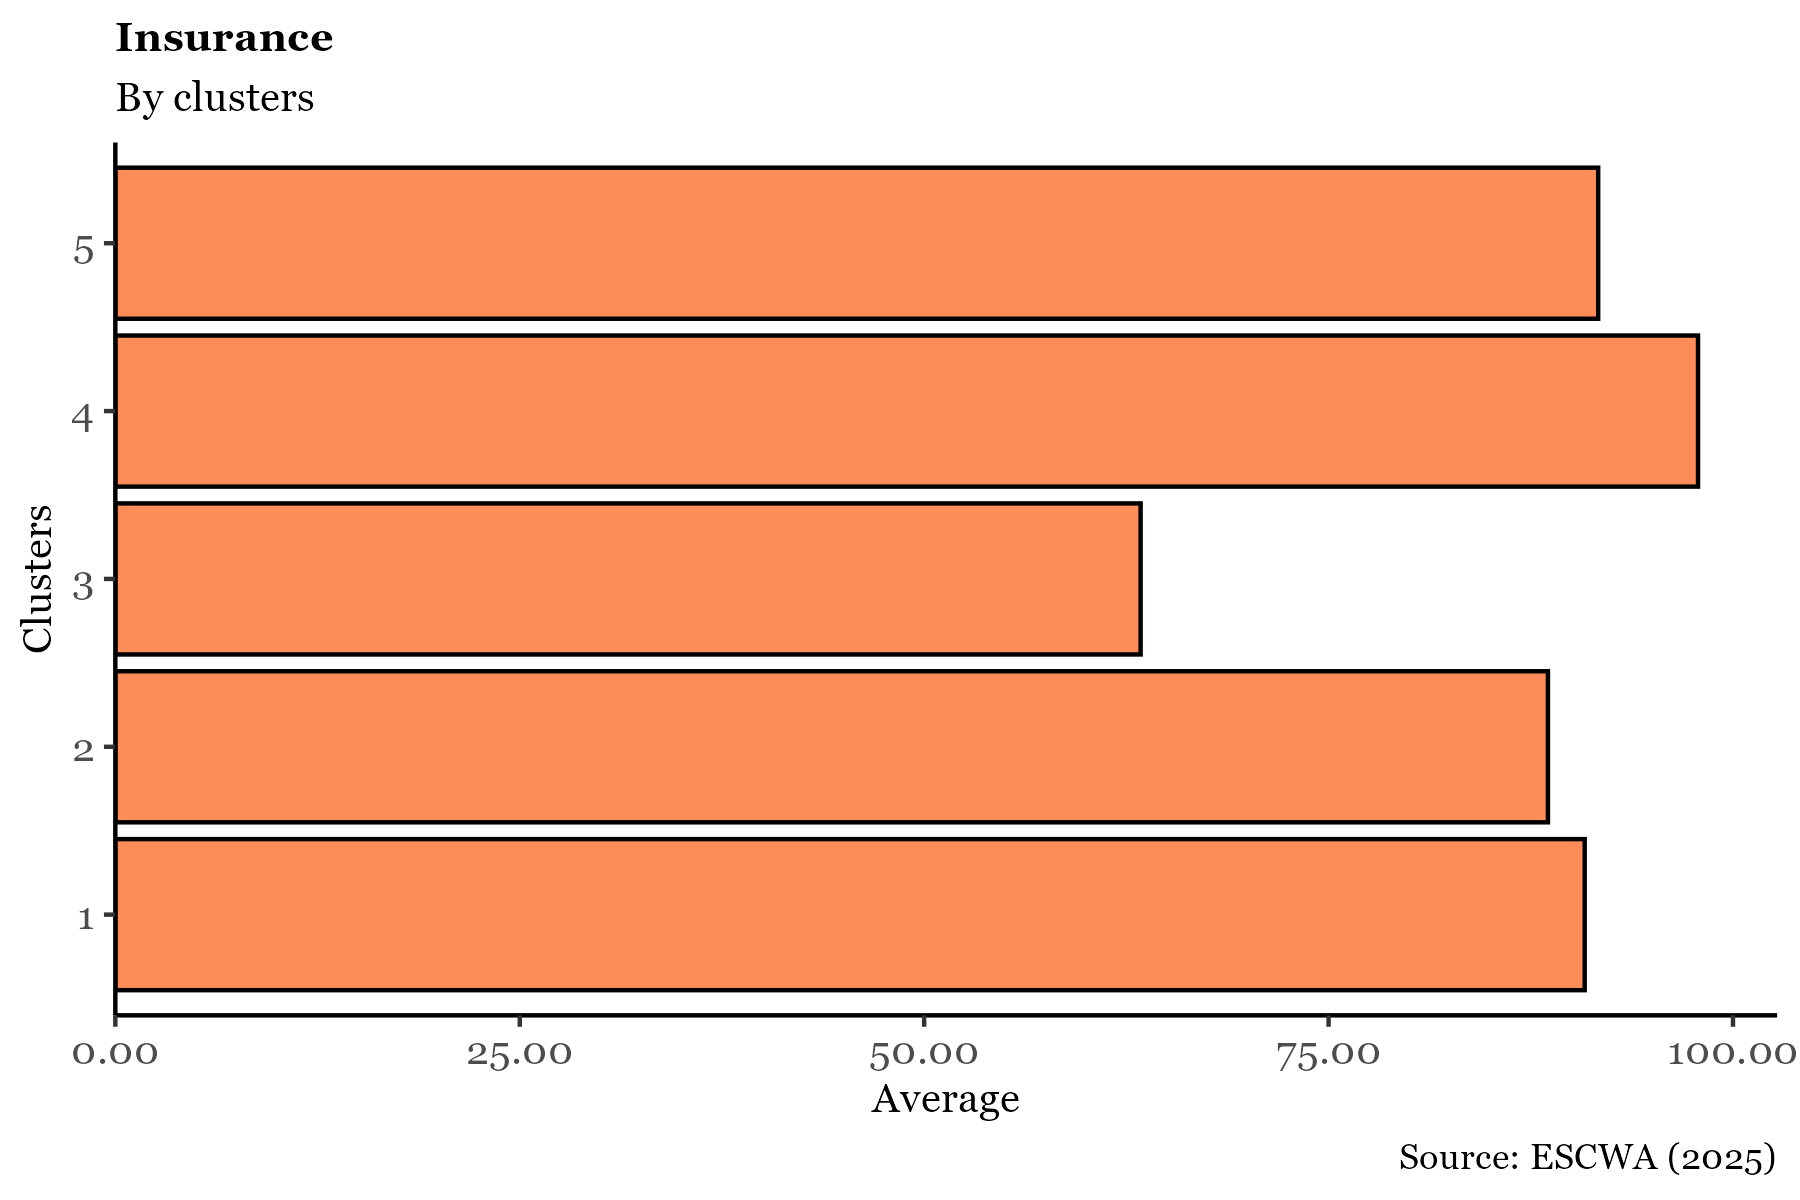 Insurance
By clusters
Clusters
5
4
3
2
1
0.00 25.00 50.00 75.00 100.00
Average
Source: ESCWA (2025)